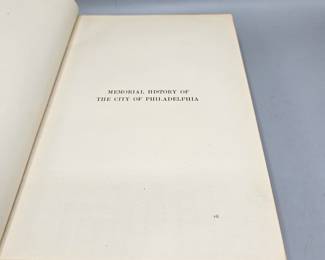 MEMORIAL HISTORY OF
THE CITY OF PHILADELPHIA